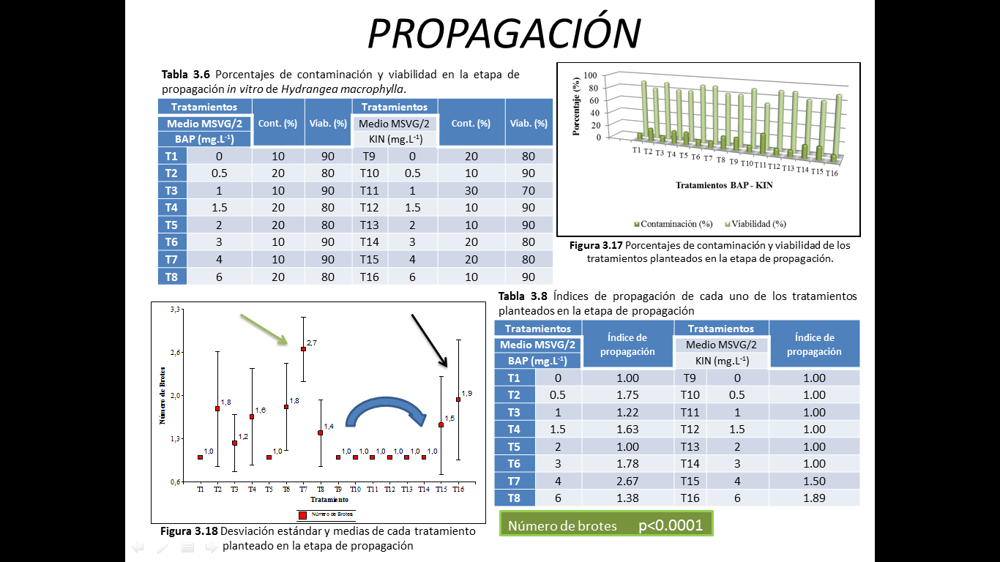 PROPAGACIÓN
Tabla 3.6 Porcentajes de contaminación y viabilidad en la etapa de
propagación in vitro de Hydrangea macrophylla.
Tratamientos Cont. (%) Viab. (%) Tratamientos Cont. (%) Viab. (%)
Medio MSVG/2 Medio MSVG/2
BAP (mg.L-1) KIN (mg.L-1)
T1 0 10 90 T9 0 20 80
T2 0.5 20 80 T10 0.5 10 90
T3 1 10 90 T11 1 30 70
T4 1.5 20 80 T12 1.5 10 90
T5 2 20 80 T13 2 10 90
T6 3 10 90 T14 3 20 80
T7 4 10 90 T15 4 20 80
T8 6 20 80 T16 6 10 90
Porcentaje (%)
100
80
60
40
20
0
T1 T2 T3 T4 T5 T6 T7 T8 T9 T10 T11 T12 T13 T14 T15 T16
Tratamientos BAP - KIN
Contaminación (%) Viabilidad (%)
Figura 3.17 Porcentajes de contaminación y viabilidad de los
tratamientos planteados en la etapa de propagación.
Número de Brotes
3,3
2,6
2,0
1,3
0,6
1,0 1,8 1,2 1,6 1,0 1,8 2,7 1,4 1,0 1,0 1,0 1,0 1,0 1,0 1,5 1,9
T1 T2 T3 T4 T5 T6 T7 T8 T9 T10 T11 T12 T13 T14 T15 T16
Tratamiento
Número de Brotes
Figura 3.18 Desviación estándar y medias de cada tratamiento
planteado en la etapa de propagación
Tabla 3.8 Índices de propagación de cada uno de los tratamientos
planteados en la etapa de propagación
Tratamientos Índice de propagación Tratamientos Índice de propagación
Medio MSVG/2 Medio MSVG/2
BAP (mg.L-1) KIN (mg.L-1)
T1 0 1.00 T9 0 1.00
T2 0.5 1.75 T10 0.5 1.00
T3 1 1.22 T11 1 1.00
T4 1.5 1.63 T12 1.5 1.00
T5 2 1.00 T13 2 1.00
T6 3 1.78 T14 3 1.00
T7 4 2.67 T15 4 1.50
T8 6 1.38 T16 6 1.89
Número de brotes p<0.0001